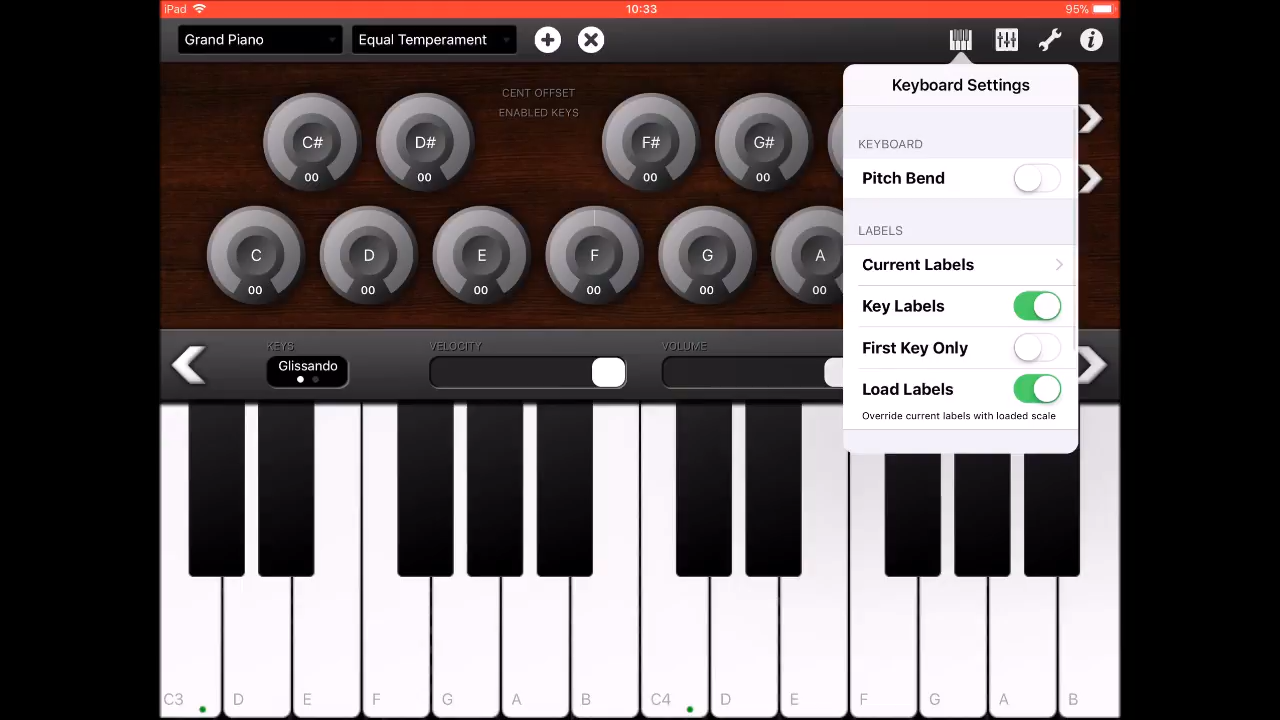 iPad 10:33 95%
Grand Piano Equal Temperament
Keyboard Settings
CENT OFFSET
ENABLED KEYS
C# D# F# G#
00 00 00 00
C D E F G A
00 00 00 00 00 00
KEYBOARD
Pitch Bend
LABELS
Current Labels
Key Labels
First Key Only
Load Labels
Override current labels with loaded scale
KEYS VELOCITY VOLUME
Glissando
C3 D E F G A B C4 D E F G A B